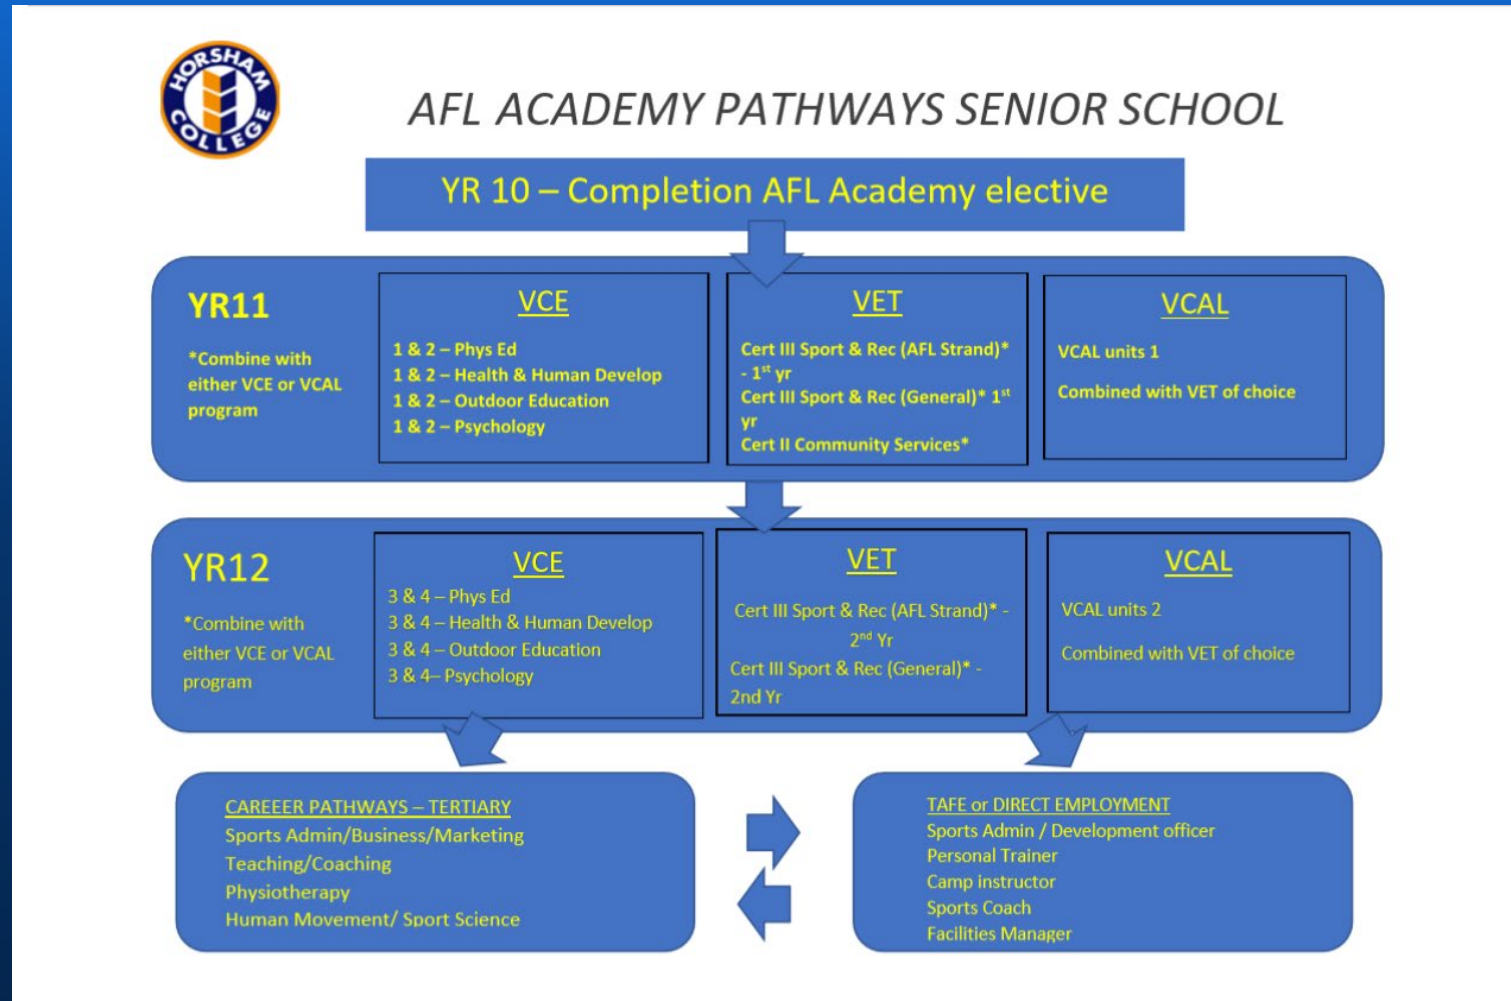 HORSHAM
COLLEGE
AFL ACADEMY PATHWAYS SENIOR SCHOOL
YR 10 – Completion AFL Academy elective
YR11
*Combine with
either VCE or VCAL
program
VCE
1 & 2 – Phys Ed
1 & 2 – Health & Human Develop
1 & 2 – Outdoor Education
1 & 2 – Psychology
VET
Cert III Sport & Rec (AFL Strand)*
- 1st yr
Cert III Sport & Rec (General)* 1st
yr
Cert II Community Services*
VCAL
VCAL units 1
Combined with VET of choice
YR12
*Combine with
either VCE or VCAL
program
VCE
3 & 4 – Phys Ed
3 & 4 – Health & Human Develop
3 & 4 – Outdoor Education
3 & 4– Psychology
VET
Cert III Sport & Rec (AFL Strand)* -
2nd Yr
Cert III Sport & Rec (General)* -
2nd Yr
VCAL
VCAL units 2
Combined with VET of choice
CAREEER PATHWAYS – TERTIARY
Sports Admin/Business/Marketing
Teaching/Coaching
Physiotherapy
Human Movement/ Sport Science
TAFE or DIRECT EMPLOYMENT
Sports Admin / Development officer
Personal Trainer
Camp instructor
Sports Coach
Facilities Manager